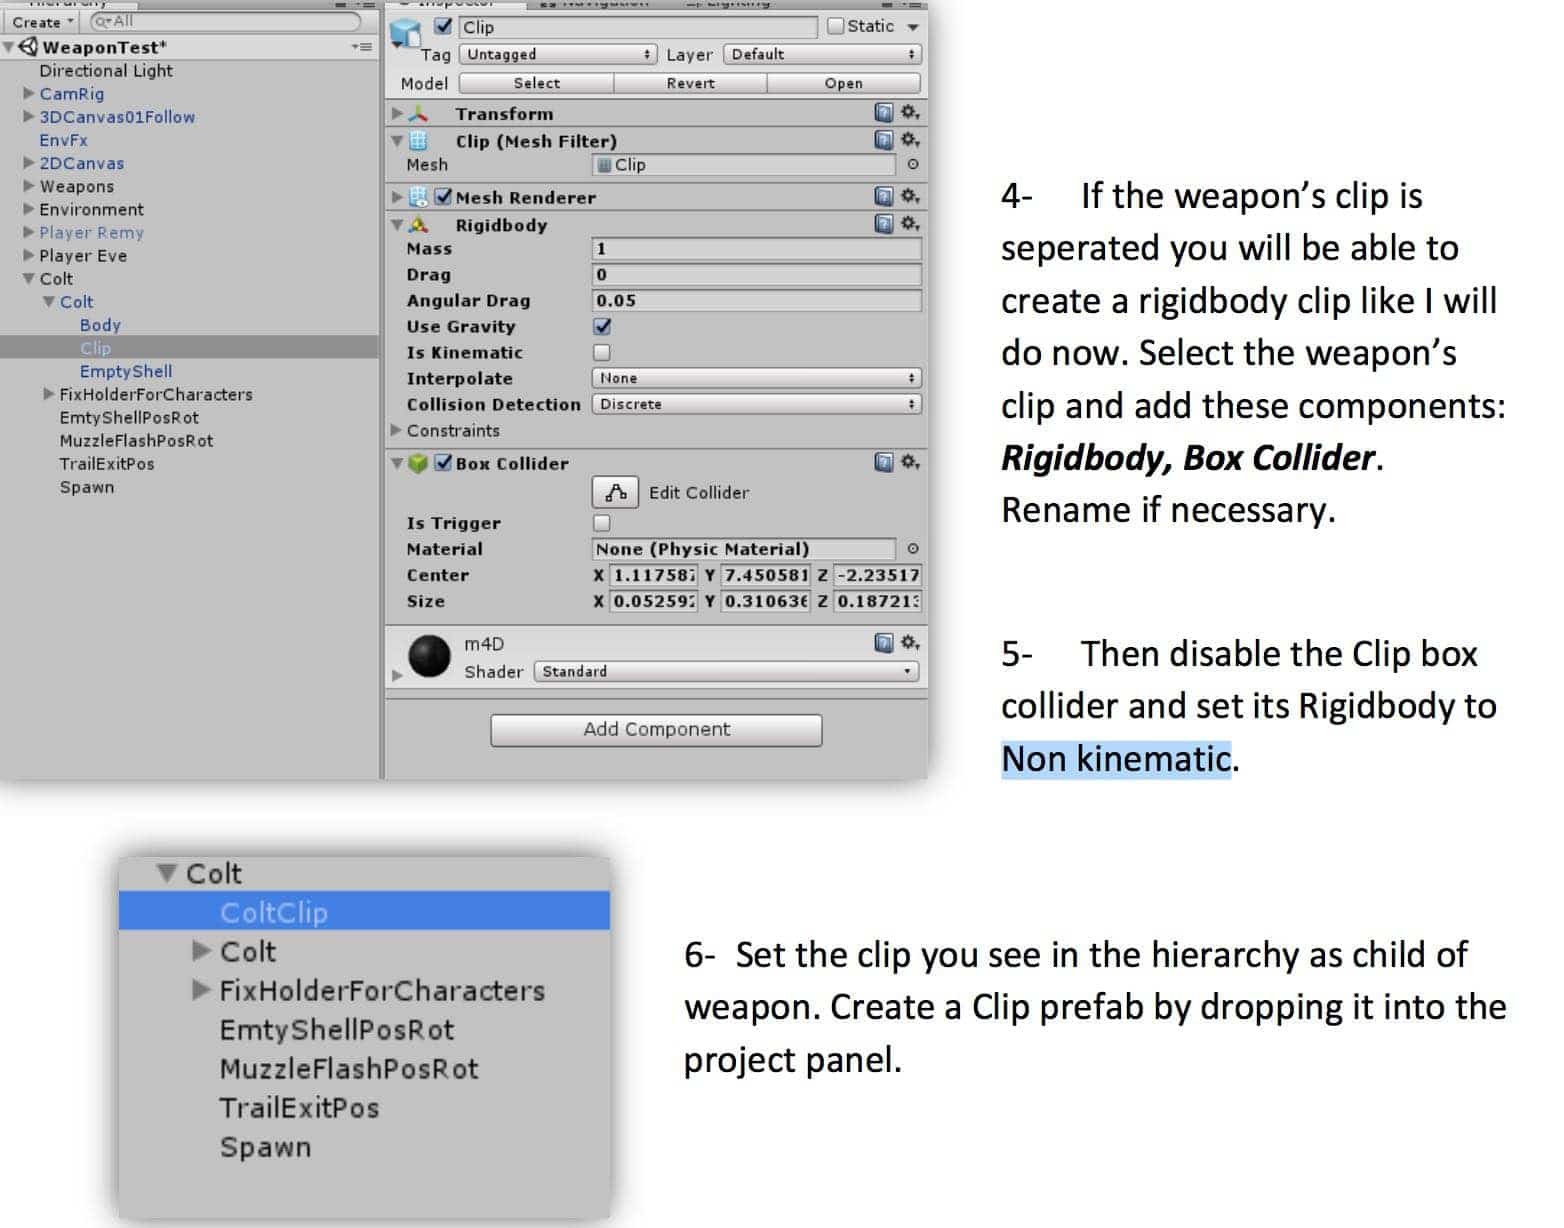 Hierarchy
Create
All
WeaponTest*
Directional Light
CamRig
3DCanvas01Follow
EnvFx
2DCanvas
Weapons
Environment
Player Remy
Player Eve
Colt
Colt
Body
Clip
EmptyShell
FixHolderForCharacters
EmtyShellPosRot
MuzzleFlashPosRot
TrailExitPos
Spawn
Inspector Navigation Lighting
Clip Static
Tag Untagged Layer Default
Model Select Revert Open
Transform
Clip (Mesh Filter)
Mesh Clip
Mesh Renderer
Rigidbody
Mass 1
Drag 0
Angular Drag 0.05
Use Gravity
Is Kinematic
Interpolate None
Collision Detection Discrete
Constraints
Box Collider
Edit Collider
Is Trigger
Material None (Physic Material)
Center X 1.11758 Y 7.450581 Z -2.23517
Size X 0.05259 Y 0.310636 Z 0.18721
m4D
Shader Standard
Add Component
4- If the weapon’s clip is
seperated you will be able to
create a rigidbody clip like I will
do now. Select the weapon’s
clip and add these components:
Rigidbody, Box Collider.
Rename if necessary.
5- Then disable the Clip box
collider and set its Rigidbody to
Non kinematic.
Colt
ColtClip
Colt
FixHolderForCharacters
EmtyShellPosRot
MuzzleFlashPosRot
TrailExitPos
Spawn
6- Set the clip you see in the hierarchy as child of
weapon. Create a Clip prefab by dropping it into the
project panel.